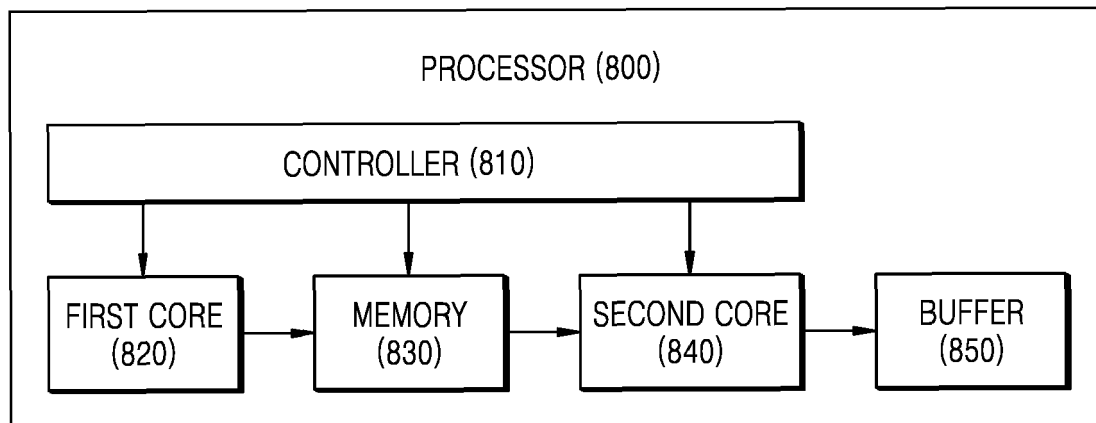 PROCESSOR (800)
CONTROLLER (810)
FIRST CORE
(820)
MEMORY
(830)
SECOND CORE
(840)
BUFFER
(850)